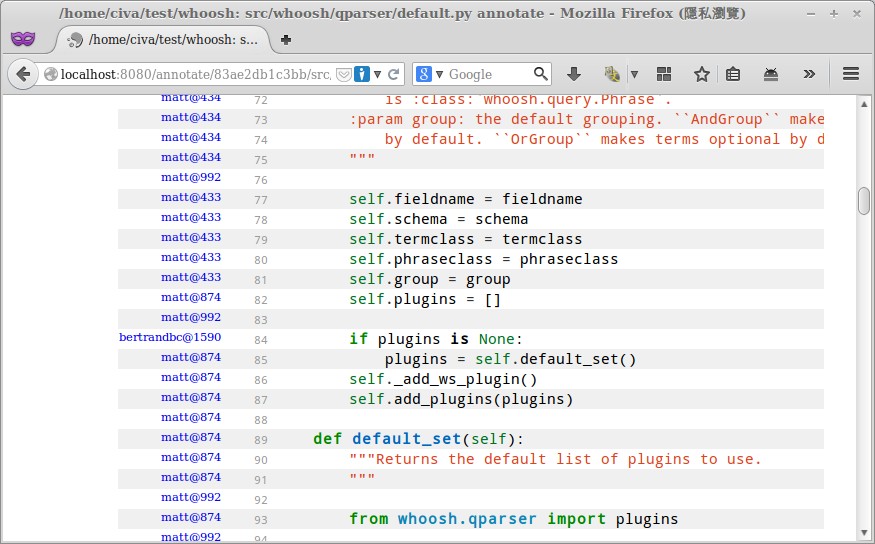 /home/civa/test/whoosh: src/whoosh/qparser/default.py annotate - Mozilla Firefox (隱私瀏覽)
/home/civa/test/whoosh: s...
localhost:8080/annotate/83ae2db1c3bb/src, Google
matt@434 72 is :class:`whoosh.query.Phrase`.
matt@434 73 :param group: the default grouping. ``AndGroup`` make
matt@434 74 by default. ``OrGroup`` makes terms optional by d
matt@434 75 """
matt@992 76
matt@433 77 self.fieldname = fieldname
matt@433 78 self.schema = schema
matt@433 79 self.termclass = termclass
matt@433 80 self.phraseclass = phraseclass
matt@433 81 self.group = group
matt@874 82 self.plugins = []
matt@992 83
bertrandbc@1590 84 if plugins is None:
matt@874 85 plugins = self.default_set()
matt@874 86 self._add_ws_plugin()
matt@874 87 self.add_plugins(plugins)
matt@874 88
matt@874 89 def default_set(self):
matt@874 90 """Returns the default list of plugins to use.
matt@874 91 """
matt@992 92
matt@874 93 from whoosh.qparser import plugins
matt@992 94